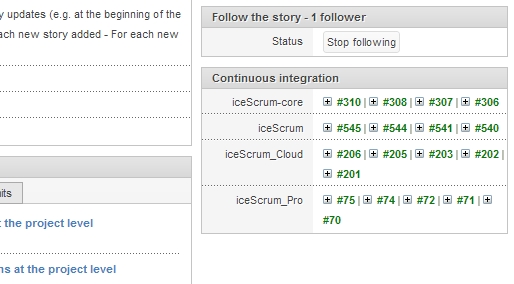 y updates (e.g. at the beginning of the
ach new story added - For each new
its
t the project level
ns at the project level
Follow the story - 1 follower
Status Stop following
Continuous integration
iceScrum-core #310 | #308 | #307 | #306
iceScrum #545 | #544 | #541 | #540
iceScrum_Cloud #206 | #205 | #203 | #202 |
#201
iceScrum_Pro #75 | #74 | #72 | #71 |
#70